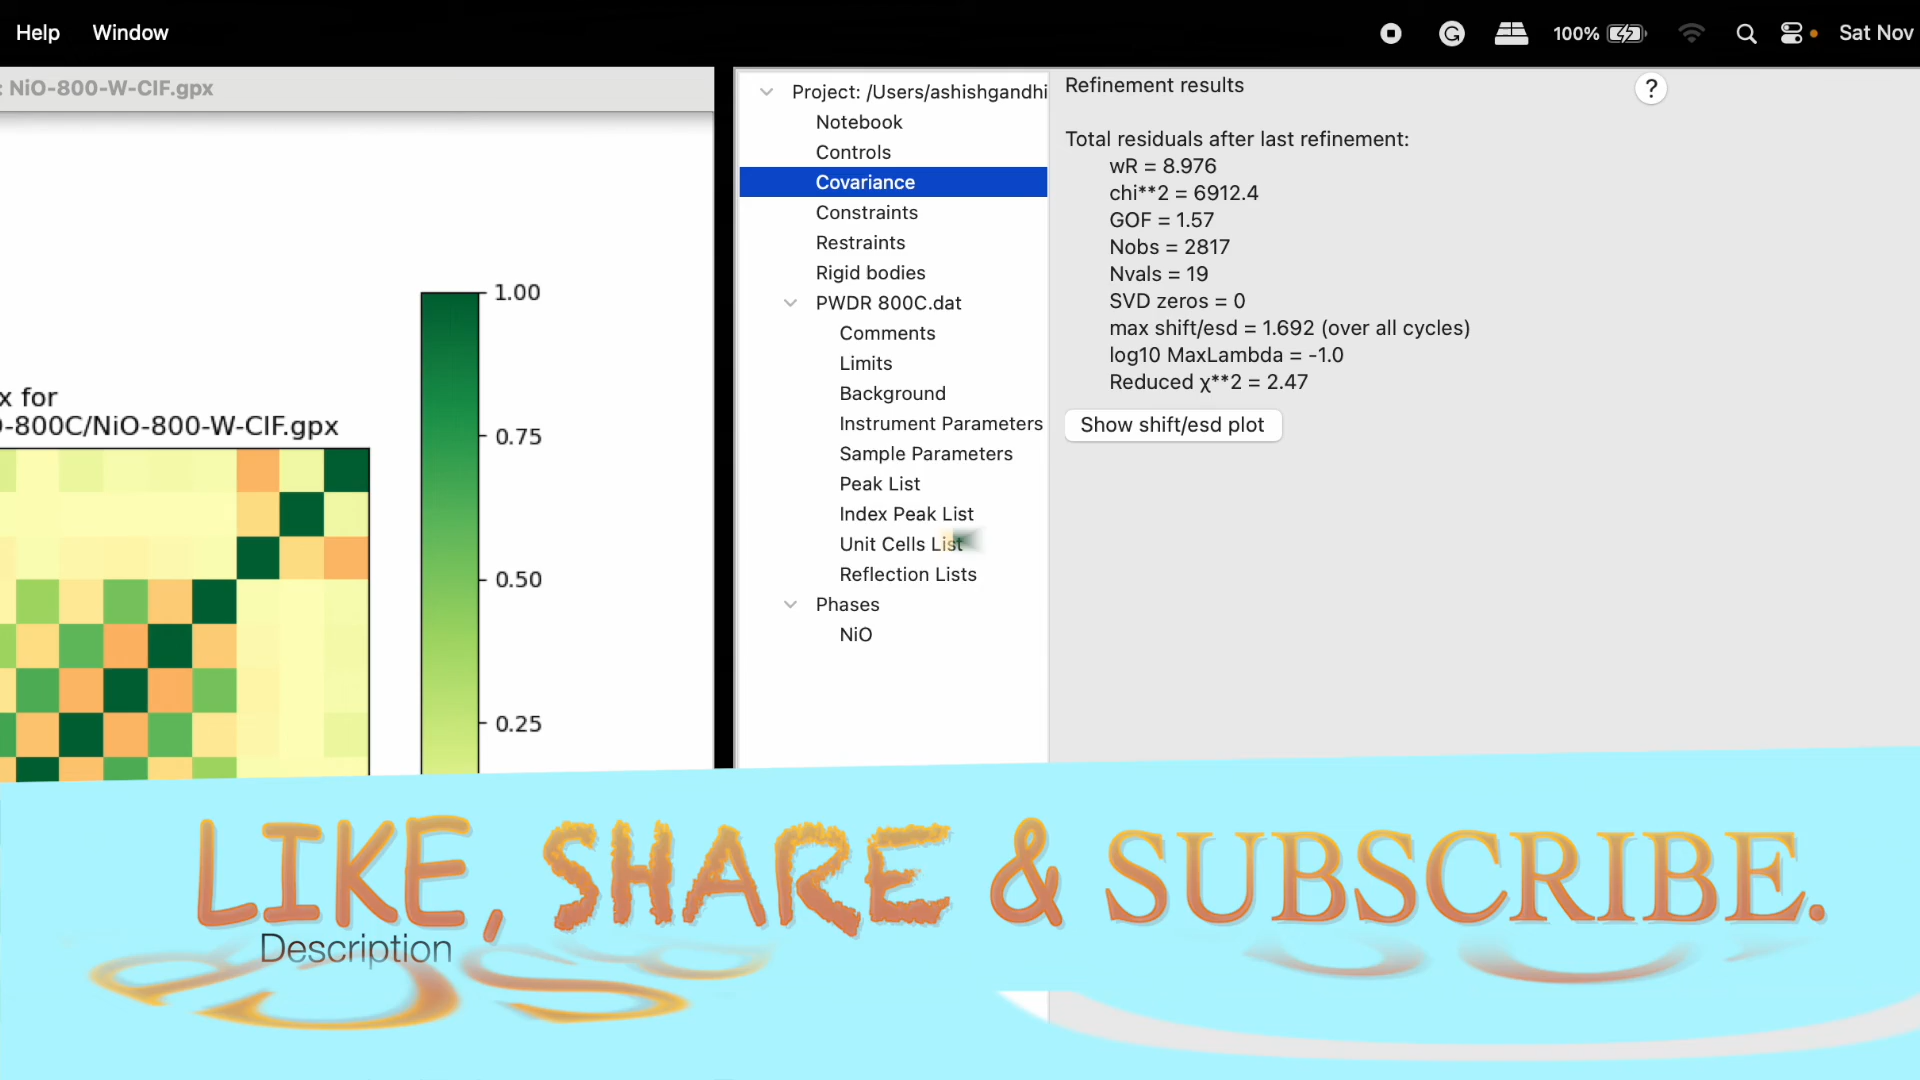 Help Window
100%
Sat Nov
: NiO-800-W-CIF.gpx
x for
-800C/NiO-800-W-CIF.gpx
1.00
0.75
0.50
0.25
Project: /Users/ashishgandhi
Notebook
Controls
Covariance
Constraints
Restraints
Rigid bodies
PWDR 800C.dat
Comments
Limits
Background
Instrument Parameters
Sample Parameters
Peak List
Index Peak List
Unit Cells List
Reflection Lists
Phases
NiO
Refinement results
?
Total residuals after last refinement:
wR = 8.976
chi**2 = 6912.4
GOF = 1.57
Nobs = 2817
Nvals = 19
SVD zeros = 0
max shift/esd = 1.692 (over all cycles)
log10 MaxLambda = -1.0
Reduced χ**2 = 2.47
Show shift/esd plot
LIKE, SHARE & SUBSCRIBE.
Description